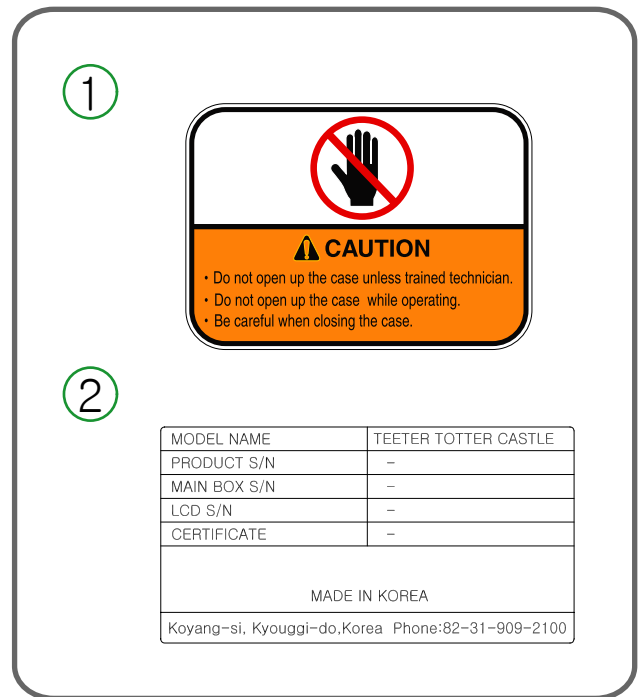 1
CAUTION
• Do not open up the case unless trained technician.
• Do not open up the case while operating.
• Be careful when closing the case.
2
MODEL NAME TEETER TOTTER CASTLE
PRODUCT S/N –
MAIN BOX S/N –
LCD S/N –
CERTIFICATE –
MADE IN KOREA
Koyang-si, Kyouggi-do,Korea Phone:82-31-909-2100